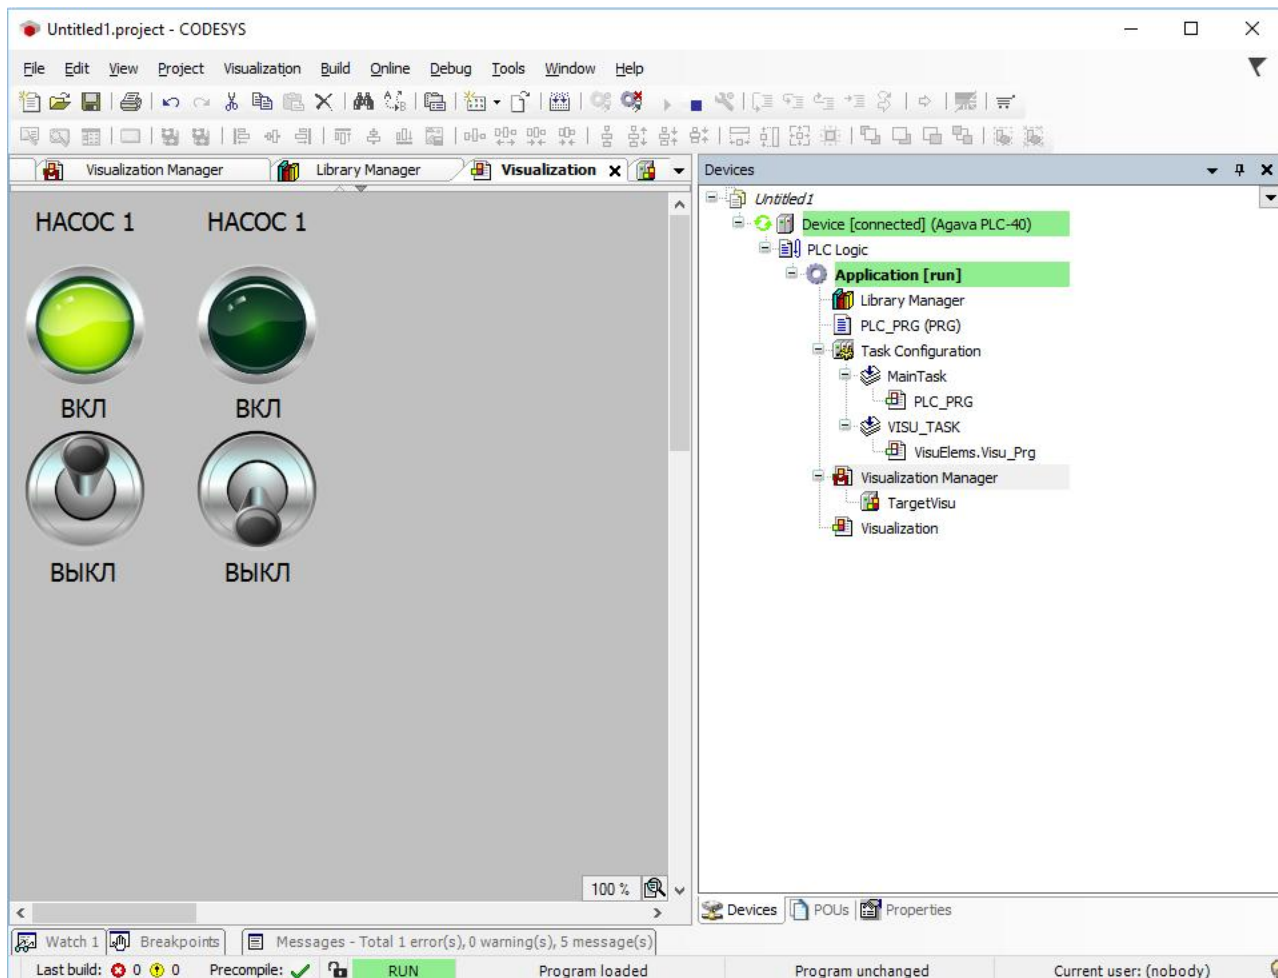 Untitled1.project - CODESYS
File Edit View Project Visualization Build Online Debug Tools Window Help
Visualization Manager Library Manager Visualization
НАСОС 1 НАСОС 1
ВКЛ ВКЛ
ВЫКЛ ВЫКЛ
100 %
Devices
Untitled1
Device [connected] (Agava PLC-40)
PLC Logic
Application [run]
Library Manager
PLC_PRG (PRG)
Task Configuration
MainTask
PLC_PRG
VISU_TASK
VisuElems.Visu_Prg
Visualization Manager
TargetVisu
Visualization
Devices POUs Properties
Watch 1 Breakpoints Messages - Total 1 error(s), 0 warning(s), 5 message(s)
Last build: 0 0 Precompile: RUN Program loaded Program unchanged Current user: (nobody)